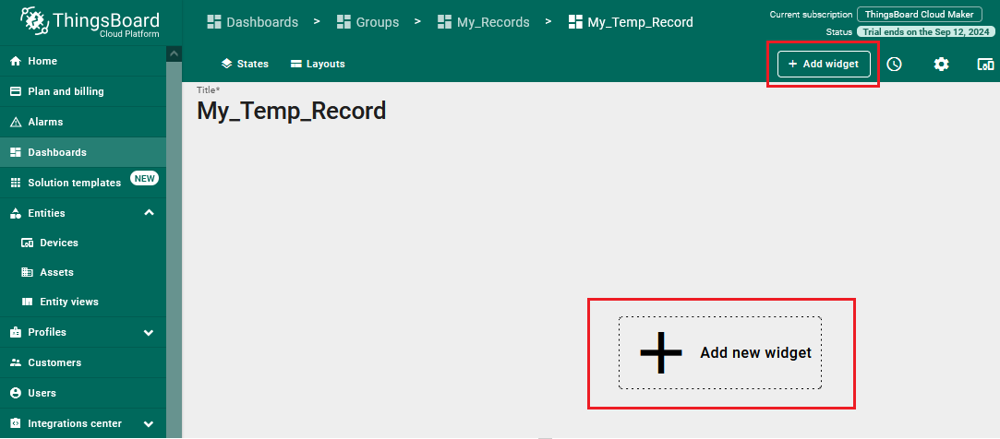 ThingsBoard
Cloud Platform
Dashboards > Groups > My_Records > My_Temp_Record
Current subscription ThingsBoard Cloud Maker
Status Trial ends on the Sep 12, 2024
States Layouts + Add widget
Home
Plan and billing
Alarms
Dashboards
Solution templates NEW
Entities
Devices
Assets
Entity views
Profiles
Customers
Users
Integrations center
Title*
My_Temp_Record
Add new widget